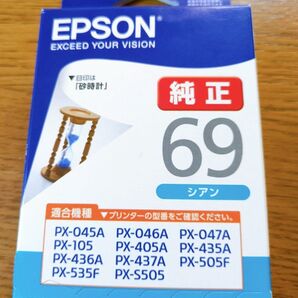 EPSON
EXCEED YOUR VISION
▼目印は
「砂時計」
純正
69
シアン
適合機種 ▼プリンターの型番をご確認ください。
PX-045A PX-046A PX-047A
PX-105 PX-405A PX-435A
PX-436A PX-437A PX-505F
PX-535F PX-S505